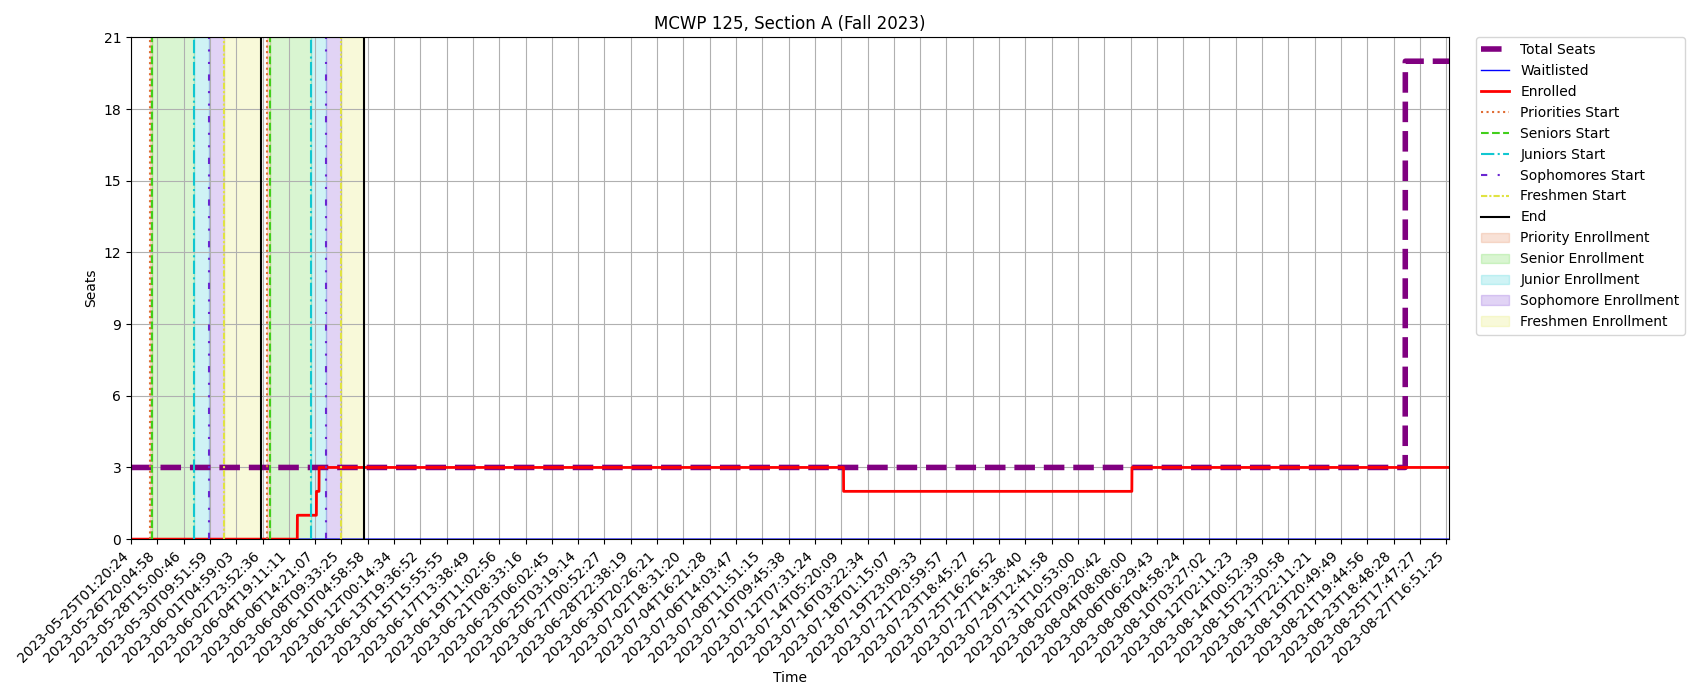 MCWP 125, Section A (Fall 2023)
Seats
21
18
15
12
9
6
3
0
2023-05-25T01:20:24
2023-05-26T20:04:58
2023-05-28T15:00:46
2023-05-30T09:51:59
2023-06-01T04:59:03
2023-06-02T23:52:36
2023-06-04T19:11:11
2023-06-06T14:21:07
2023-06-08T09:33:25
2023-06-10T04:58:58
2023-06-12T00:14:34
2023-06-13T19:36:52
2023-06-15T15:55:55
2023-06-17T13:38:49
2023-06-19T11:02:56
2023-06-21T08:33:16
2023-06-23T06:02:45
2023-06-25T03:19:14
2023-06-27T00:52:27
2023-06-28T22:38:19
2023-06-30T20:26:21
2023-07-02T18:31:20
2023-07-04T16:21:28
2023-07-06T14:03:47
2023-07-08T11:51:15
2023-07-10T09:45:38
2023-07-12T07:31:24
2023-07-14T05:20:09
2023-07-16T03:22:34
2023-07-18T01:15:07
2023-07-19T23:09:33
2023-07-21T20:59:57
2023-07-23T18:45:27
2023-07-25T16:26:52
2023-07-27T14:38:40
2023-07-29T12:41:58
2023-07-31T10:53:00
2023-08-02T09:20:42
2023-08-04T08:08:00
2023-08-06T06:29:43
2023-08-08T04:58:24
2023-08-10T03:27:02
2023-08-12T02:11:23
2023-08-14T00:52:39
2023-08-15T23:30:58
2023-08-17T22:11:21
2023-08-19T20:49:49
2023-08-21T19:44:56
2023-08-23T18:48:28
2023-08-25T17:47:27
2023-08-27T16:51:25
Time
Total Seats
Waitlisted
Enrolled
Priorities Start
Seniors Start
Juniors Start
Sophomores Start
Freshmen Start
End
Priority Enrollment
Senior Enrollment
Junior Enrollment
Sophomore Enrollment
Freshmen Enrollment